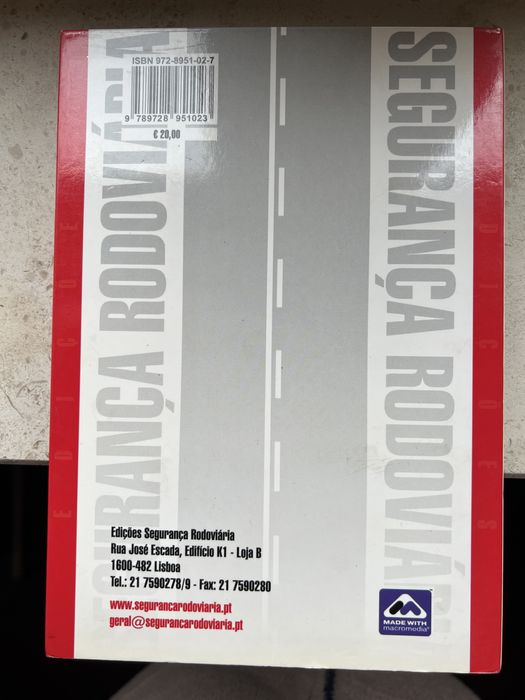 ISBN 972-8951-02-7
9 789728 951023
€ 20,00
SEGURANÇA RODOVIÁRIA
SEGURANÇA RODOVIÁRIA
EDIÇÕES
EDIÇÕES
Edições Segurança Rodoviária
Rua José Escada, Edifício K1 - Loja B
1600-482 Lisboa
Tel.: 21 7590278/9 - Fax: 21 7590280
www.segurancarodoviaria.pt
geral@segurancarodoviaria.pt
MADE WITH
macromedia®